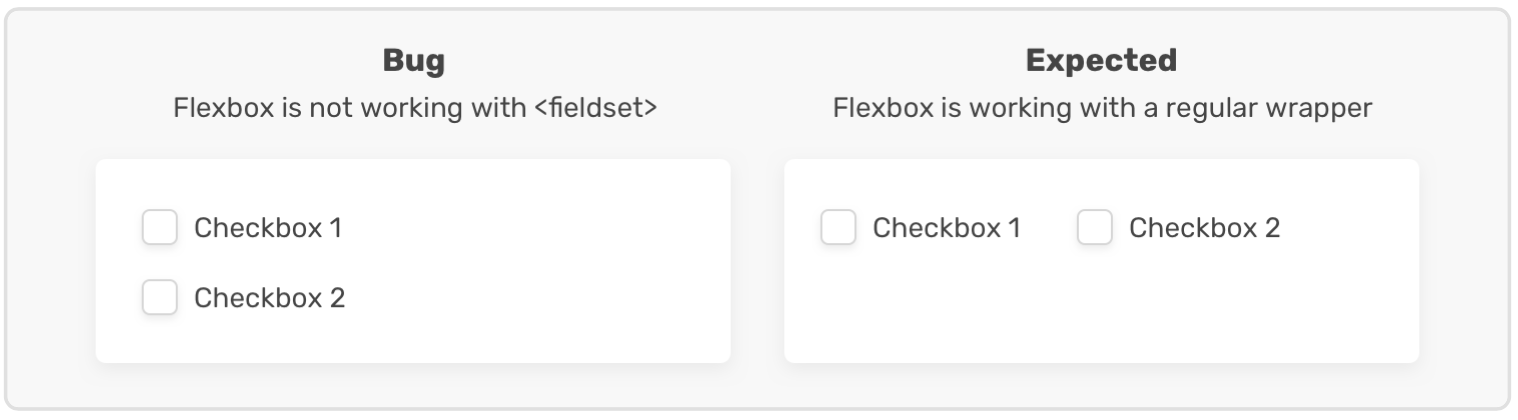 Bug
Flexbox is not working with <fieldset>
Checkbox 1
Checkbox 2
Expected
Flexbox is working with a regular wrapper
Checkbox 1
Checkbox 2